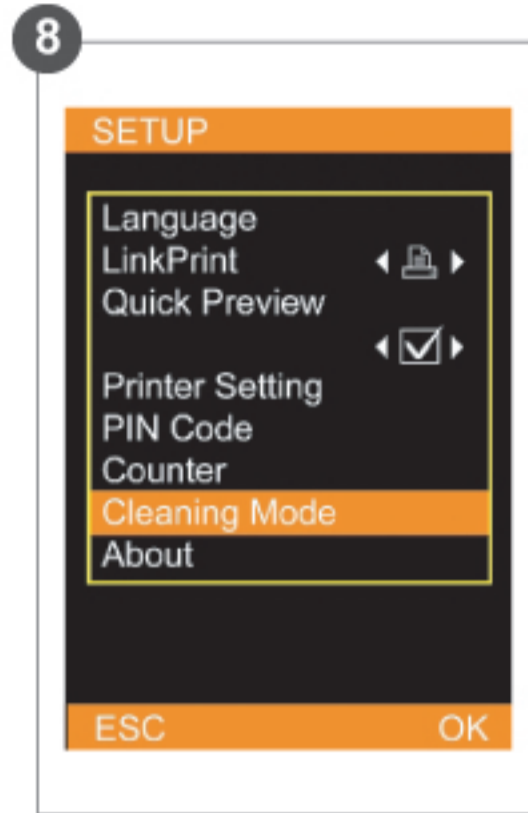 8
SETUP
Language
LinkPrint
Quick Preview
Printer Setting
PIN Code
Counter
Cleaning Mode
About
ESC OK